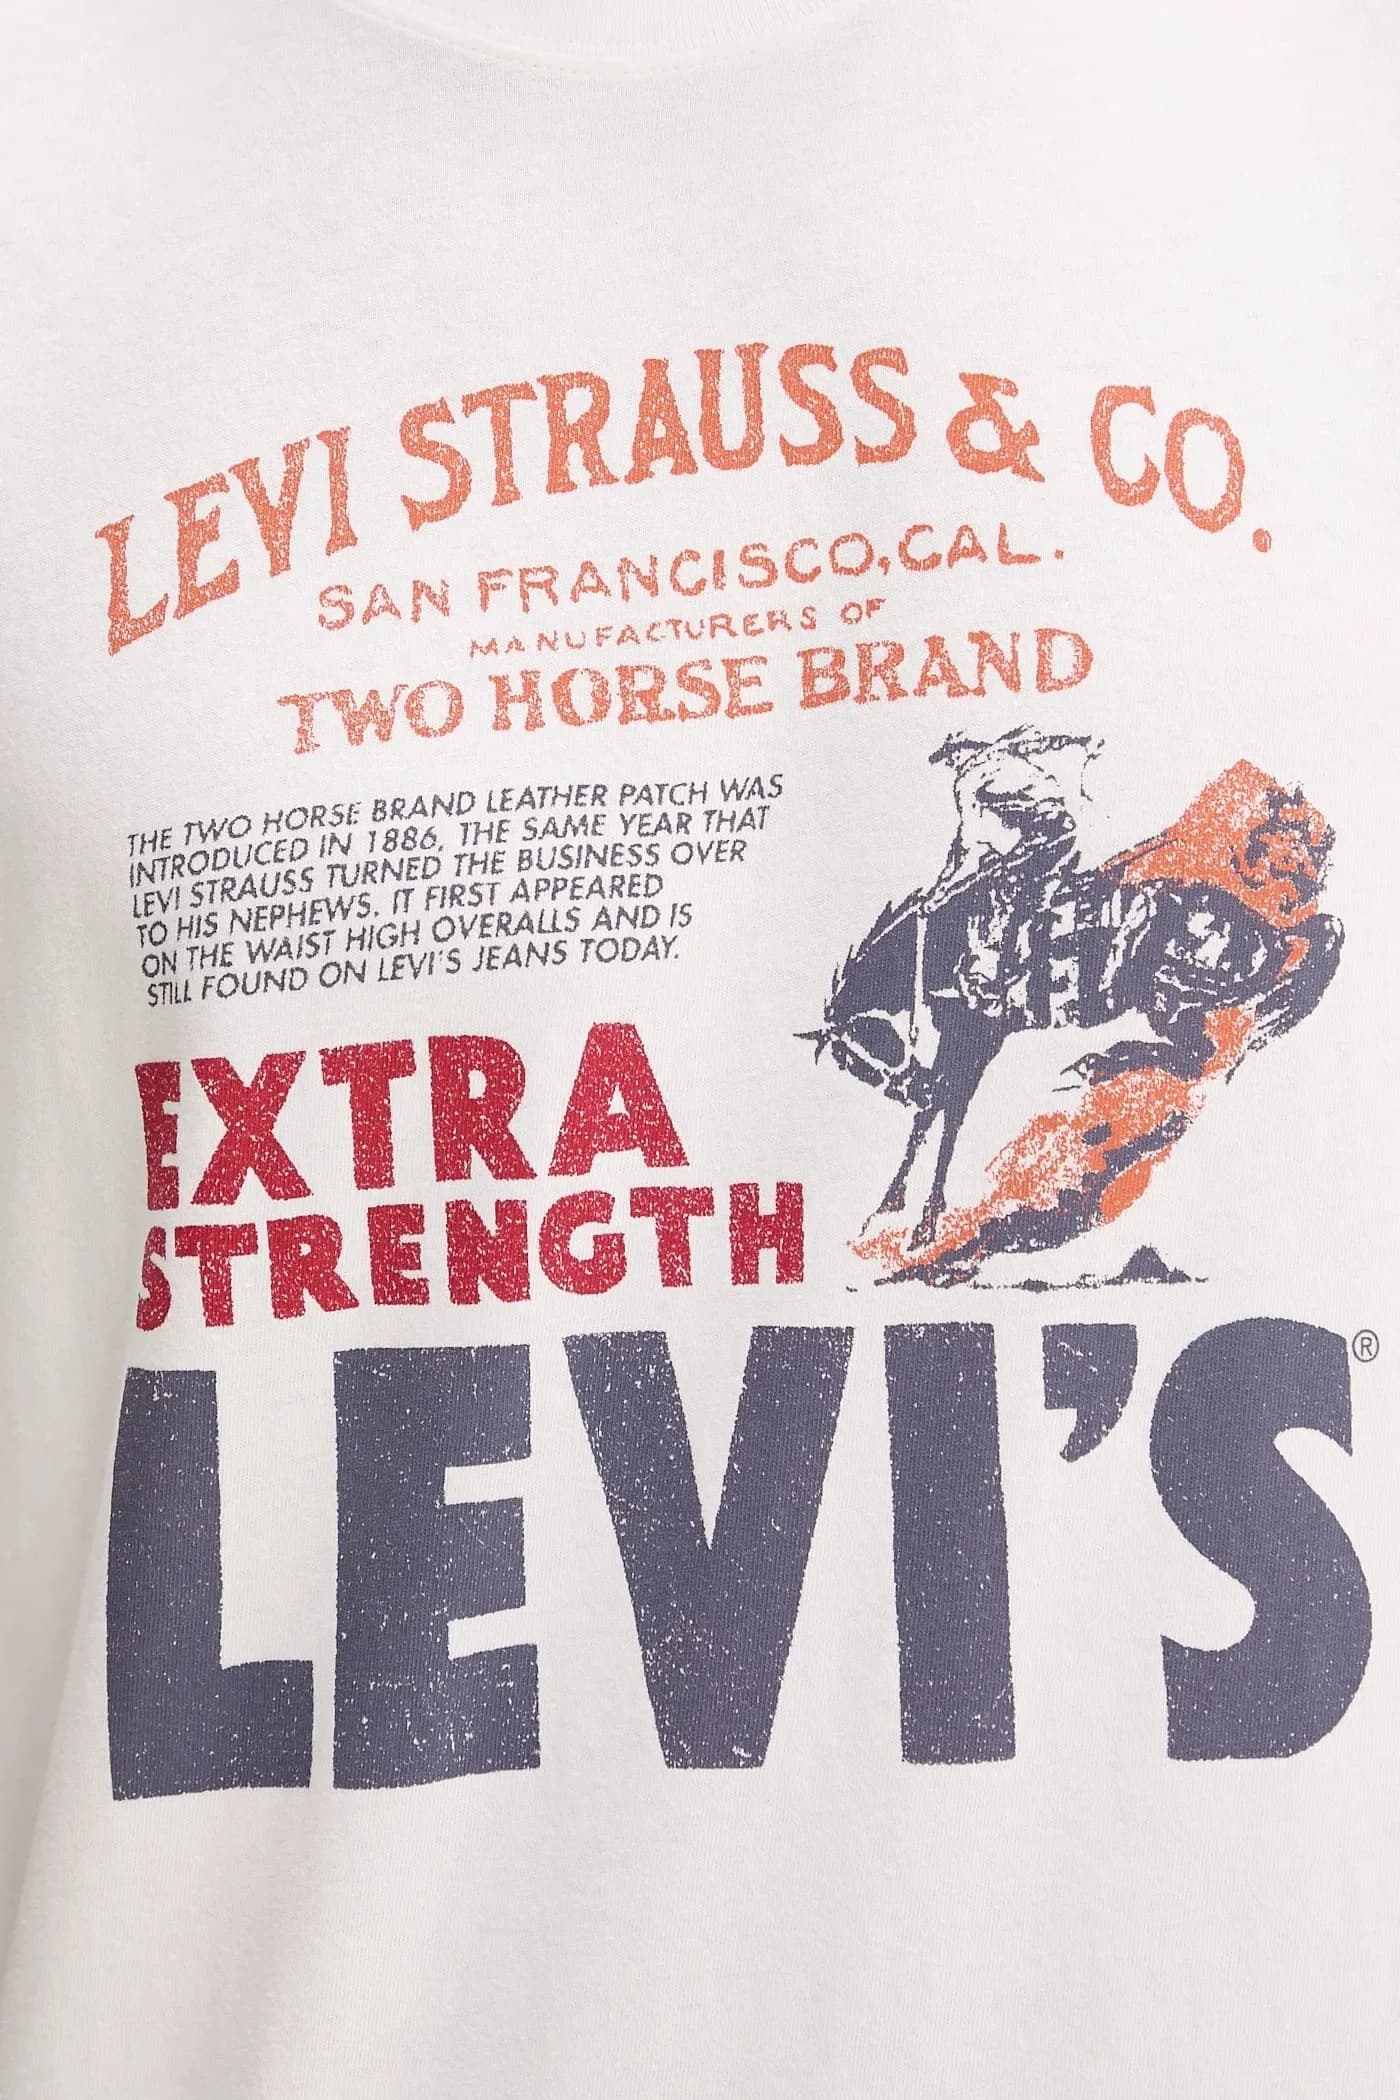 LEVI STRAUSS & CO.
SAN FRANCISCO, CAL.
MANUFACTURERS OF
TWO HORSE BRAND
THE TWO HORSE BRAND LEATHER PATCH WAS
INTRODUCED IN 1886, THE SAME YEAR THAT
LEVI STRAUSS TURNED THE BUSINESS OVER
TO HIS NEPHEWS. IT FIRST APPEARED
ON THE WAIST HIGH OVERALLS AND IS
STILL FOUND ON LEVI'S JEANS TODAY.
EXTRA
STRENGTH
LEVI'S®